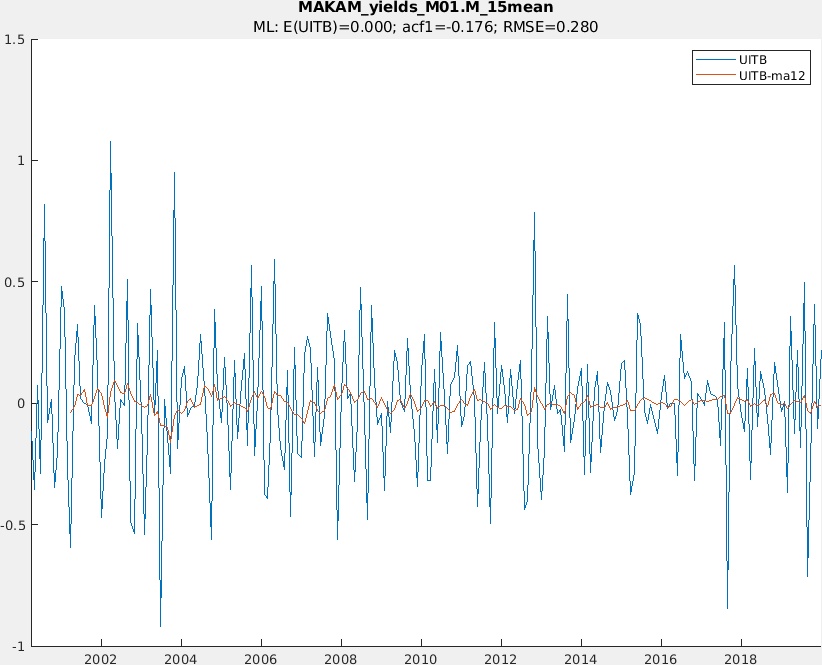 MAKAM_yields_M01.M_15mean
ML: E(UITB)=0.000; acf1=-0.176; RMSE=0.280
1.5
UITB
UITB-ma12
1
0.5
0
-0.5
-1
2002 2004 2006 2008 2010 2012 2014 2016 2018